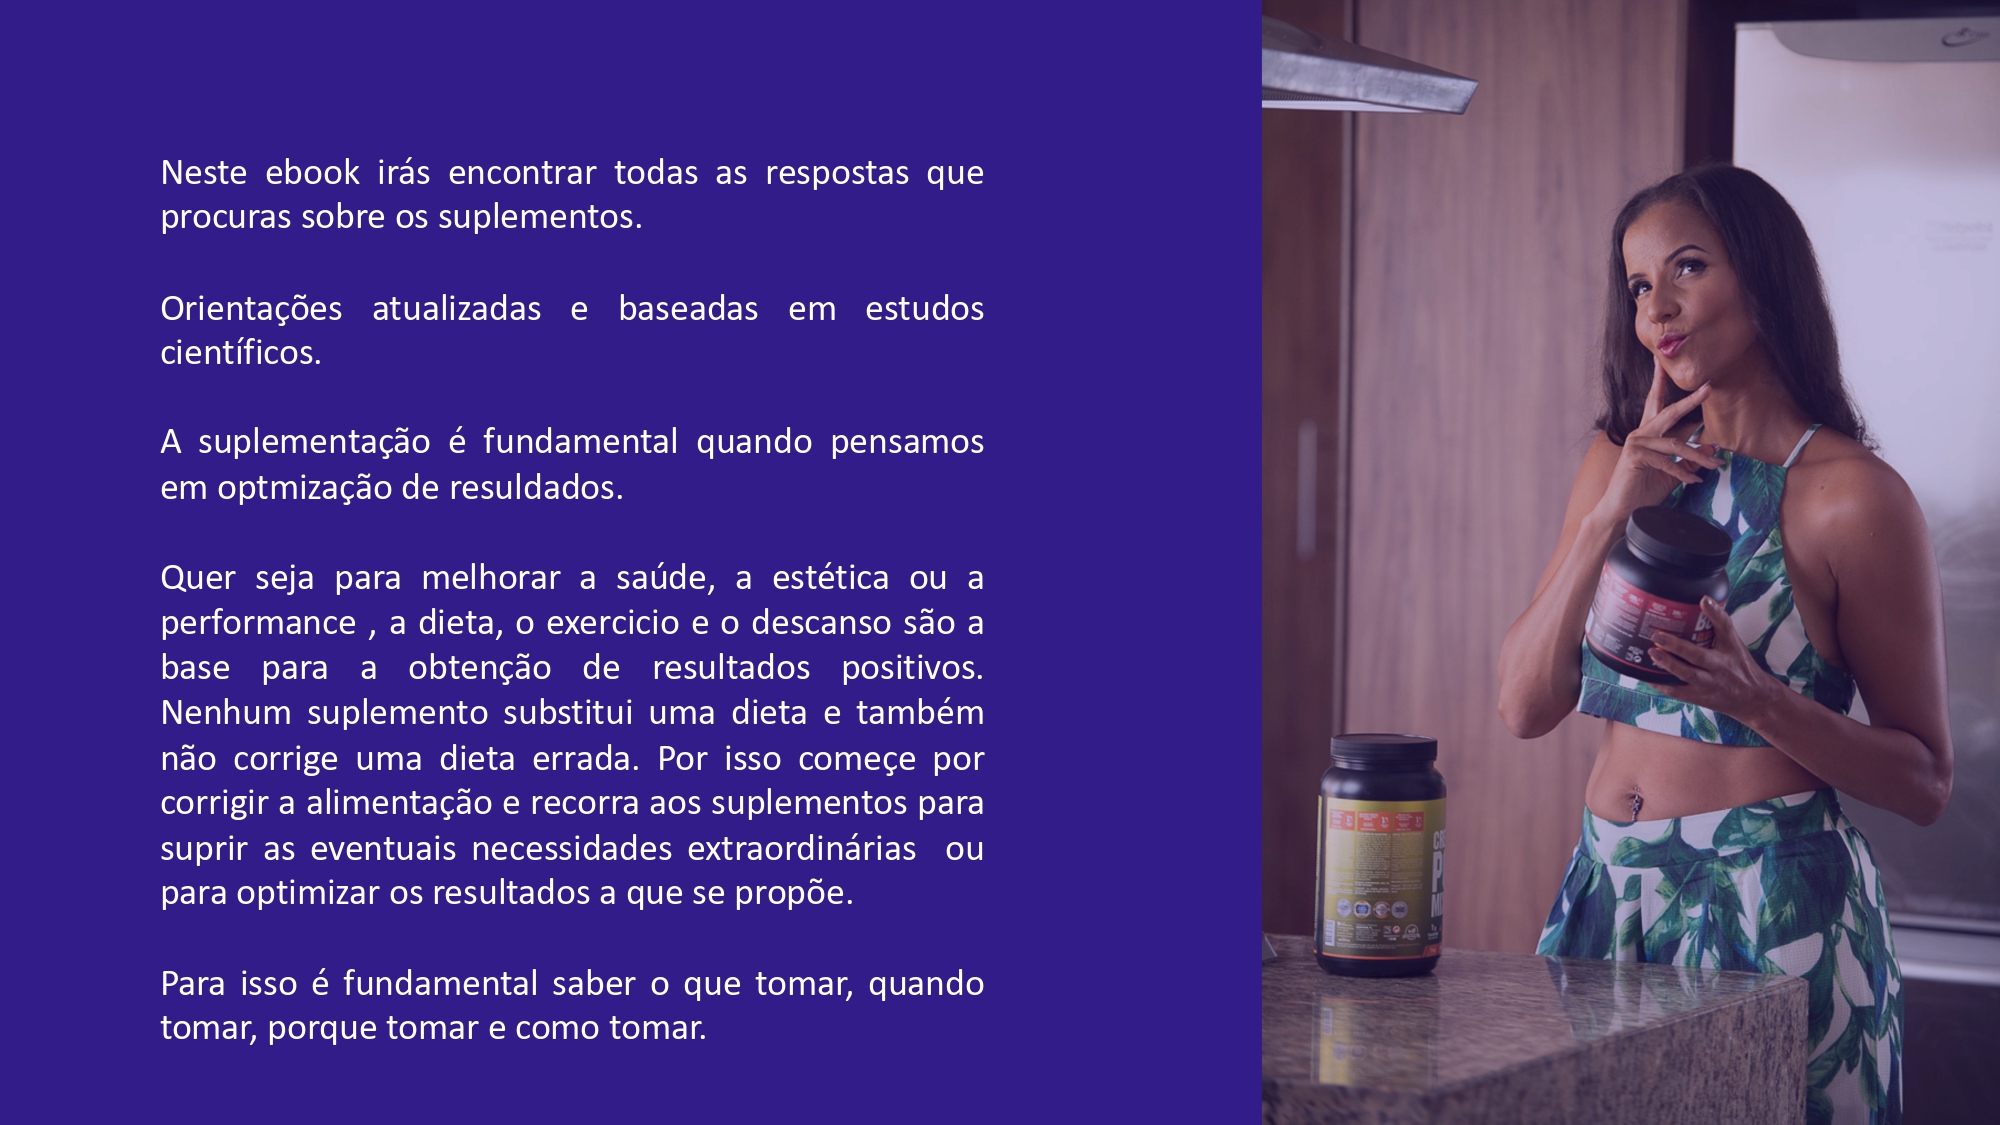 Neste ebook irás encontrar todas as respostas que
procuras sobre os suplementos.
Orientações atualizadas e baseadas em estudos
científicos.
A suplementação é fundamental quando pensamos
em optmização de resuldados.
Quer seja para melhorar a saúde, a estética ou a
performance , a dieta, o exercicio e o descanso são a
base para a obtenção de resultados positivos.
Nenhum suplemento substitui uma dieta e também
não corrige uma dieta errada. Por isso começe por
corrigir a alimentação e recorra aos suplementos para
suprir as eventuais necessidades extraordinárias ou
para optimizar os resultados a que se propõe.
Para isso é fundamental saber o que tomar, quando
tomar, porque tomar e como tomar.